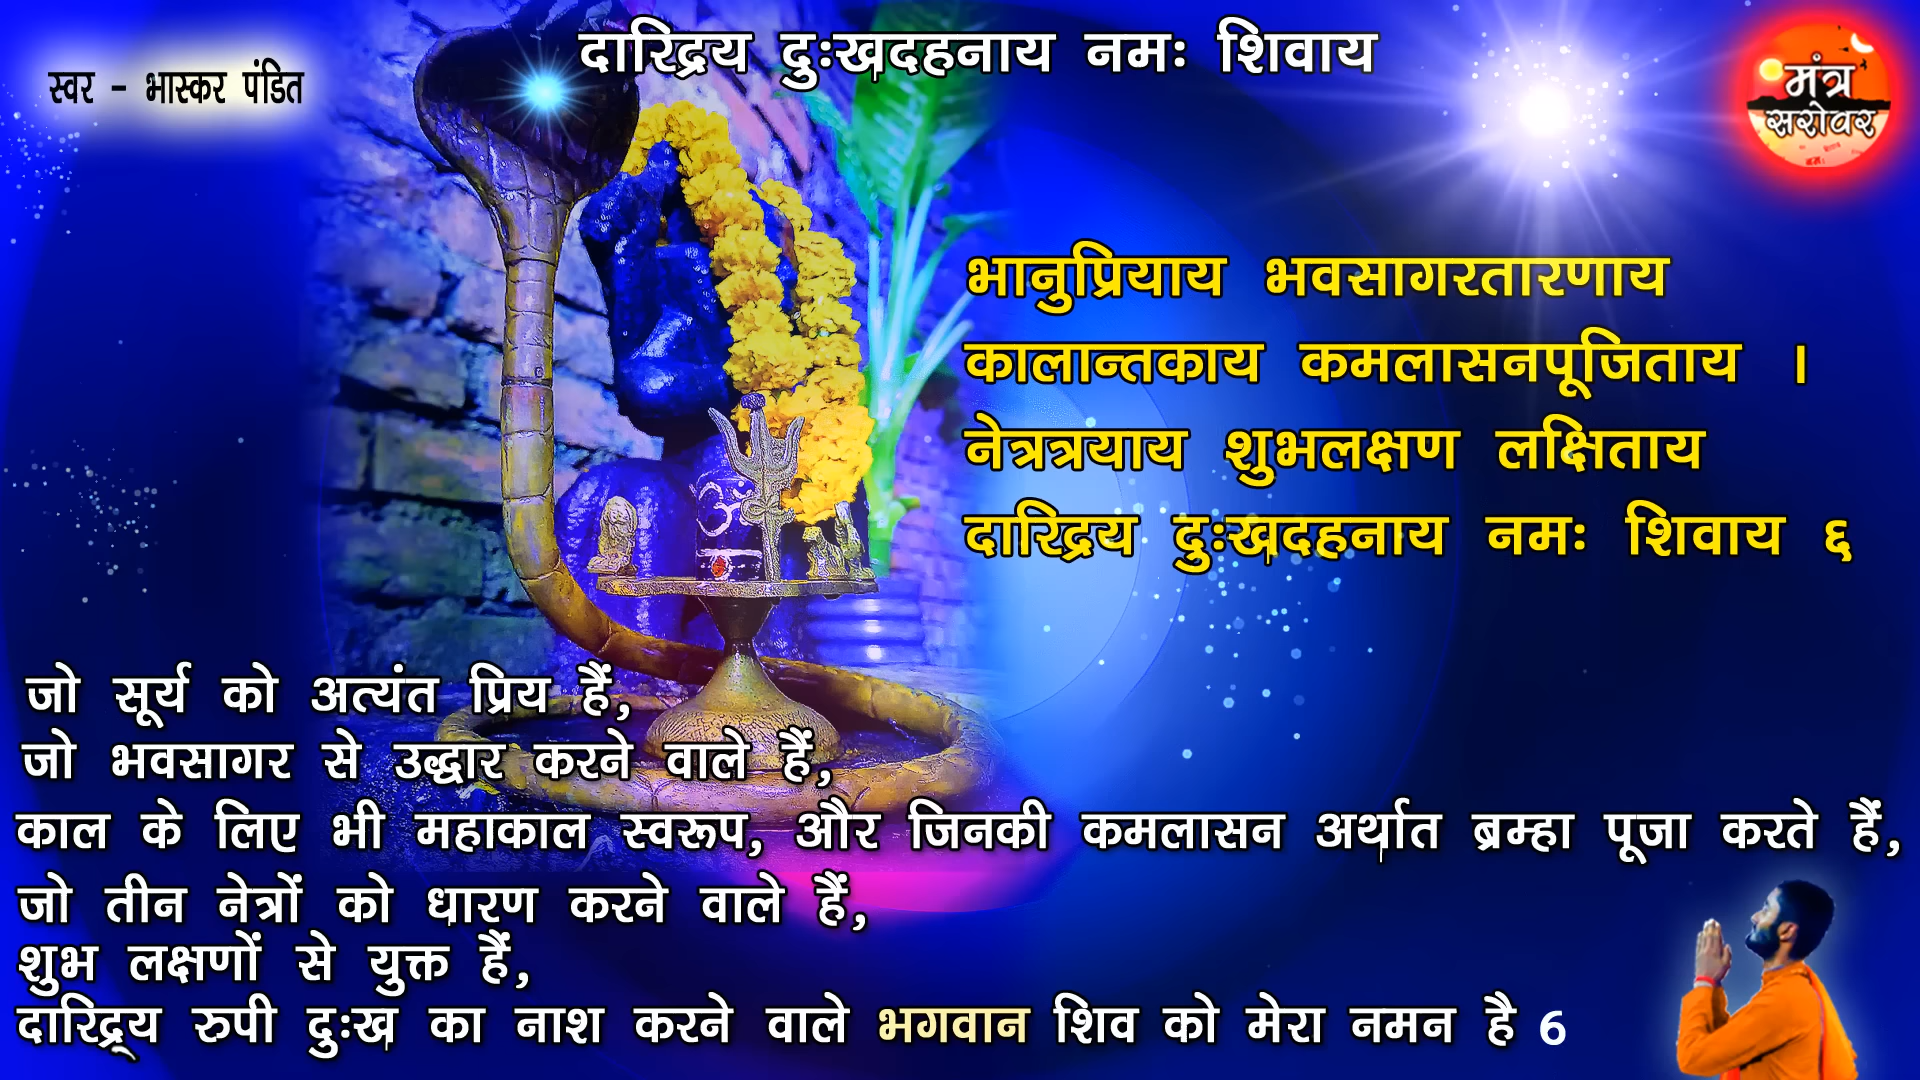 दारिद्रय दुःखदहनाय नमः शिवाय
स्वर - भास्कर पंडित
मंत्र
सरोवर
भानुप्रियाय भवसागरतारणाय
कालान्तकाय कमलासनपूजिताय ।
नेत्रत्रयाय शुभलक्षण लक्षिताय
दारिद्रय दुःखदहनाय नमः शिवाय ६
जो सूर्य को अत्यंत प्रिय हैं,
जो भवसागर से उद्धार करने वाले हैं,
काल के लिए भी महाकाल स्वरूप, और जिनकी कमलासन अर्थात ब्रम्हा पूजा करते हैं,
जो तीन नेत्रों को धारण करने वाले हैं,
शुभ लक्षणों से युक्त हैं,
दारिद्र्य रुपी दुःख का नाश करने वाले भगवान शिव को मेरा नमन है 6